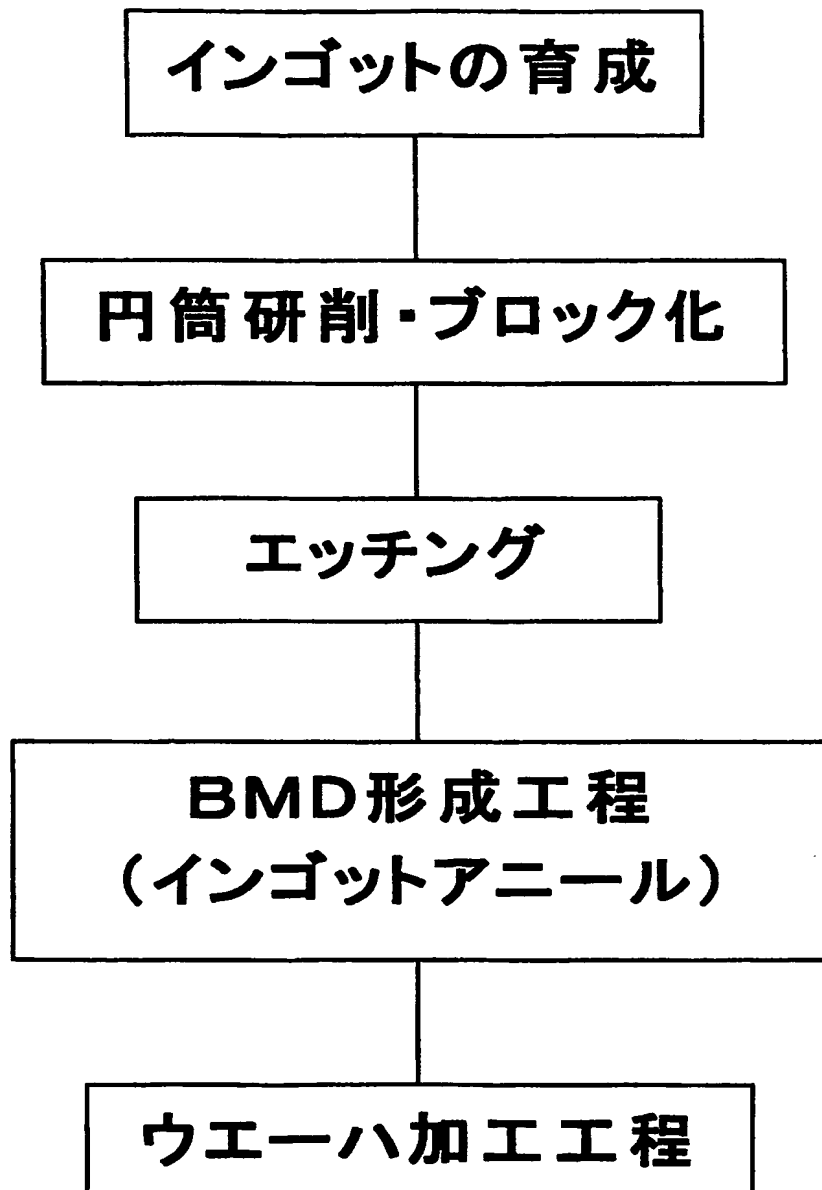 インゴットの育成
円筒研削・ブロック化
エッチング
BMD形成工程
(インゴットアニール)
ウエーハ加工工程